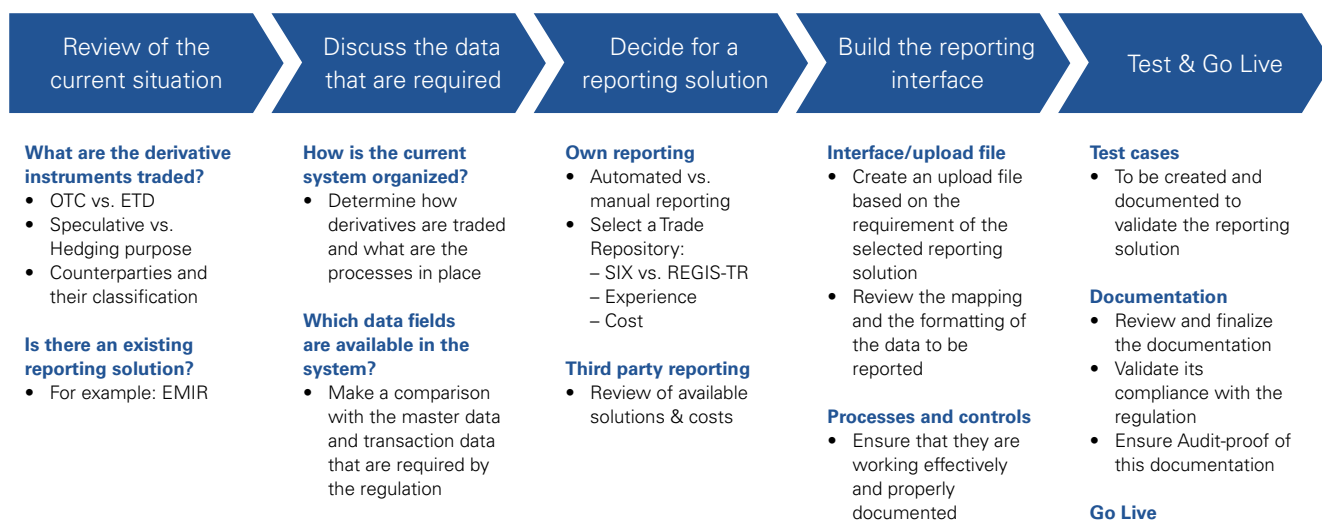 Review of the
current situation
Discuss the data
that are required
Decide for a
reporting solution
Build the reporting
interface
Test & Go Live
What are the derivative
instruments traded?
• OTC vs. ETD
• Speculative vs.
Hedging purpose
• Counterparties and
their classification
Is there an existing
reporting solution?
• For example: EMIR
How is the current
system organized?
• Determine how
derivatives are traded
and what are the
processes in place
Which data fields
are available in the
system?
• Make a comparison
with the master data
and transaction data
that are required by
the regulation
Own reporting
• Automated vs.
manual reporting
• Select a Trade
Repository:
– SIX vs. REGIS-TR
– Experience
– Cost
Third party reporting
• Review of available
solutions & costs
Interface/upload file
• Create an upload file
based on the
requirement of the
selected reporting
solution
• Review the mapping
and the formatting of
the data to be
reported
Processes and controls
• Ensure that they are
working effectively
and properly
documented
Test cases
• To be created and
documented to
validate the reporting
solution
Documentation
• Review and finalize
the documentation
• Validate its
compliance with the
regulation
• Ensure Audit-proof of
this documentation
Go Live